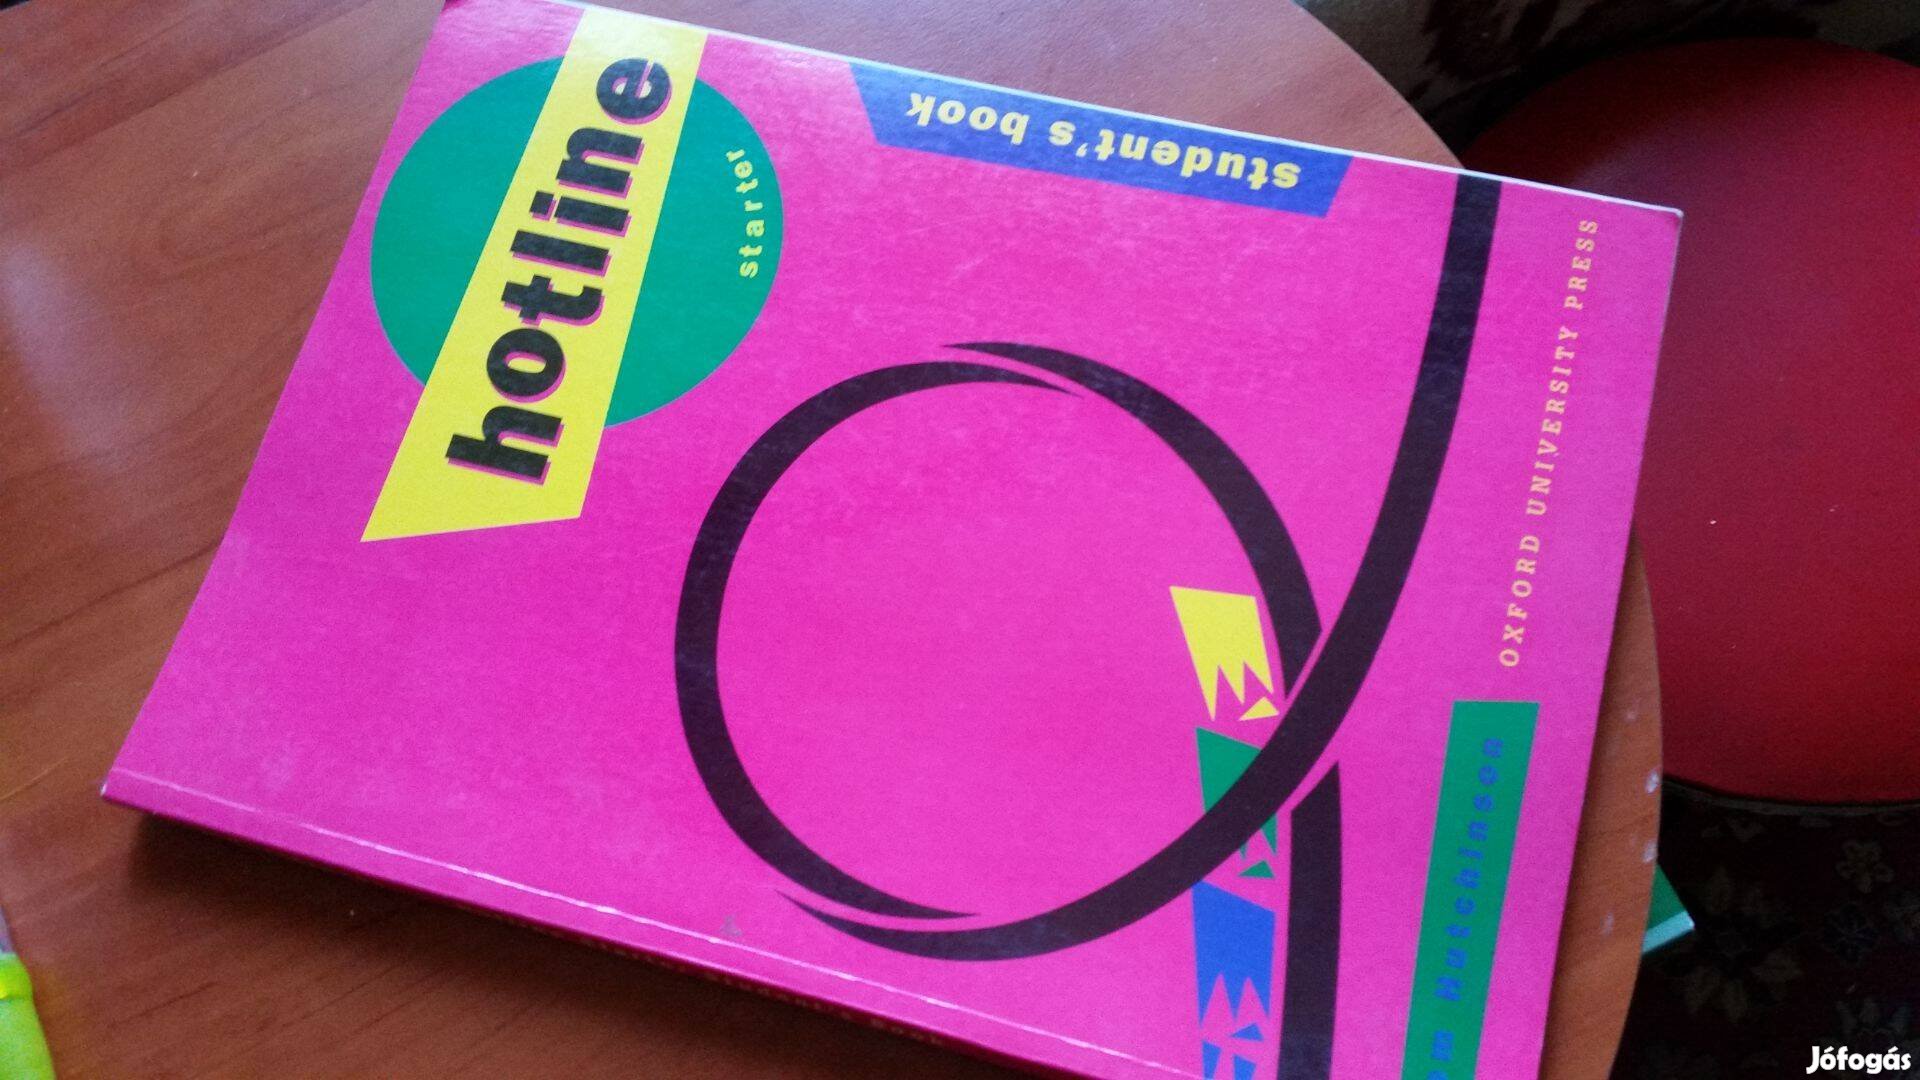 hotline
starter
student's book
OXFORD UNIVERSITY PRESS
Hutchinson
Jófogás